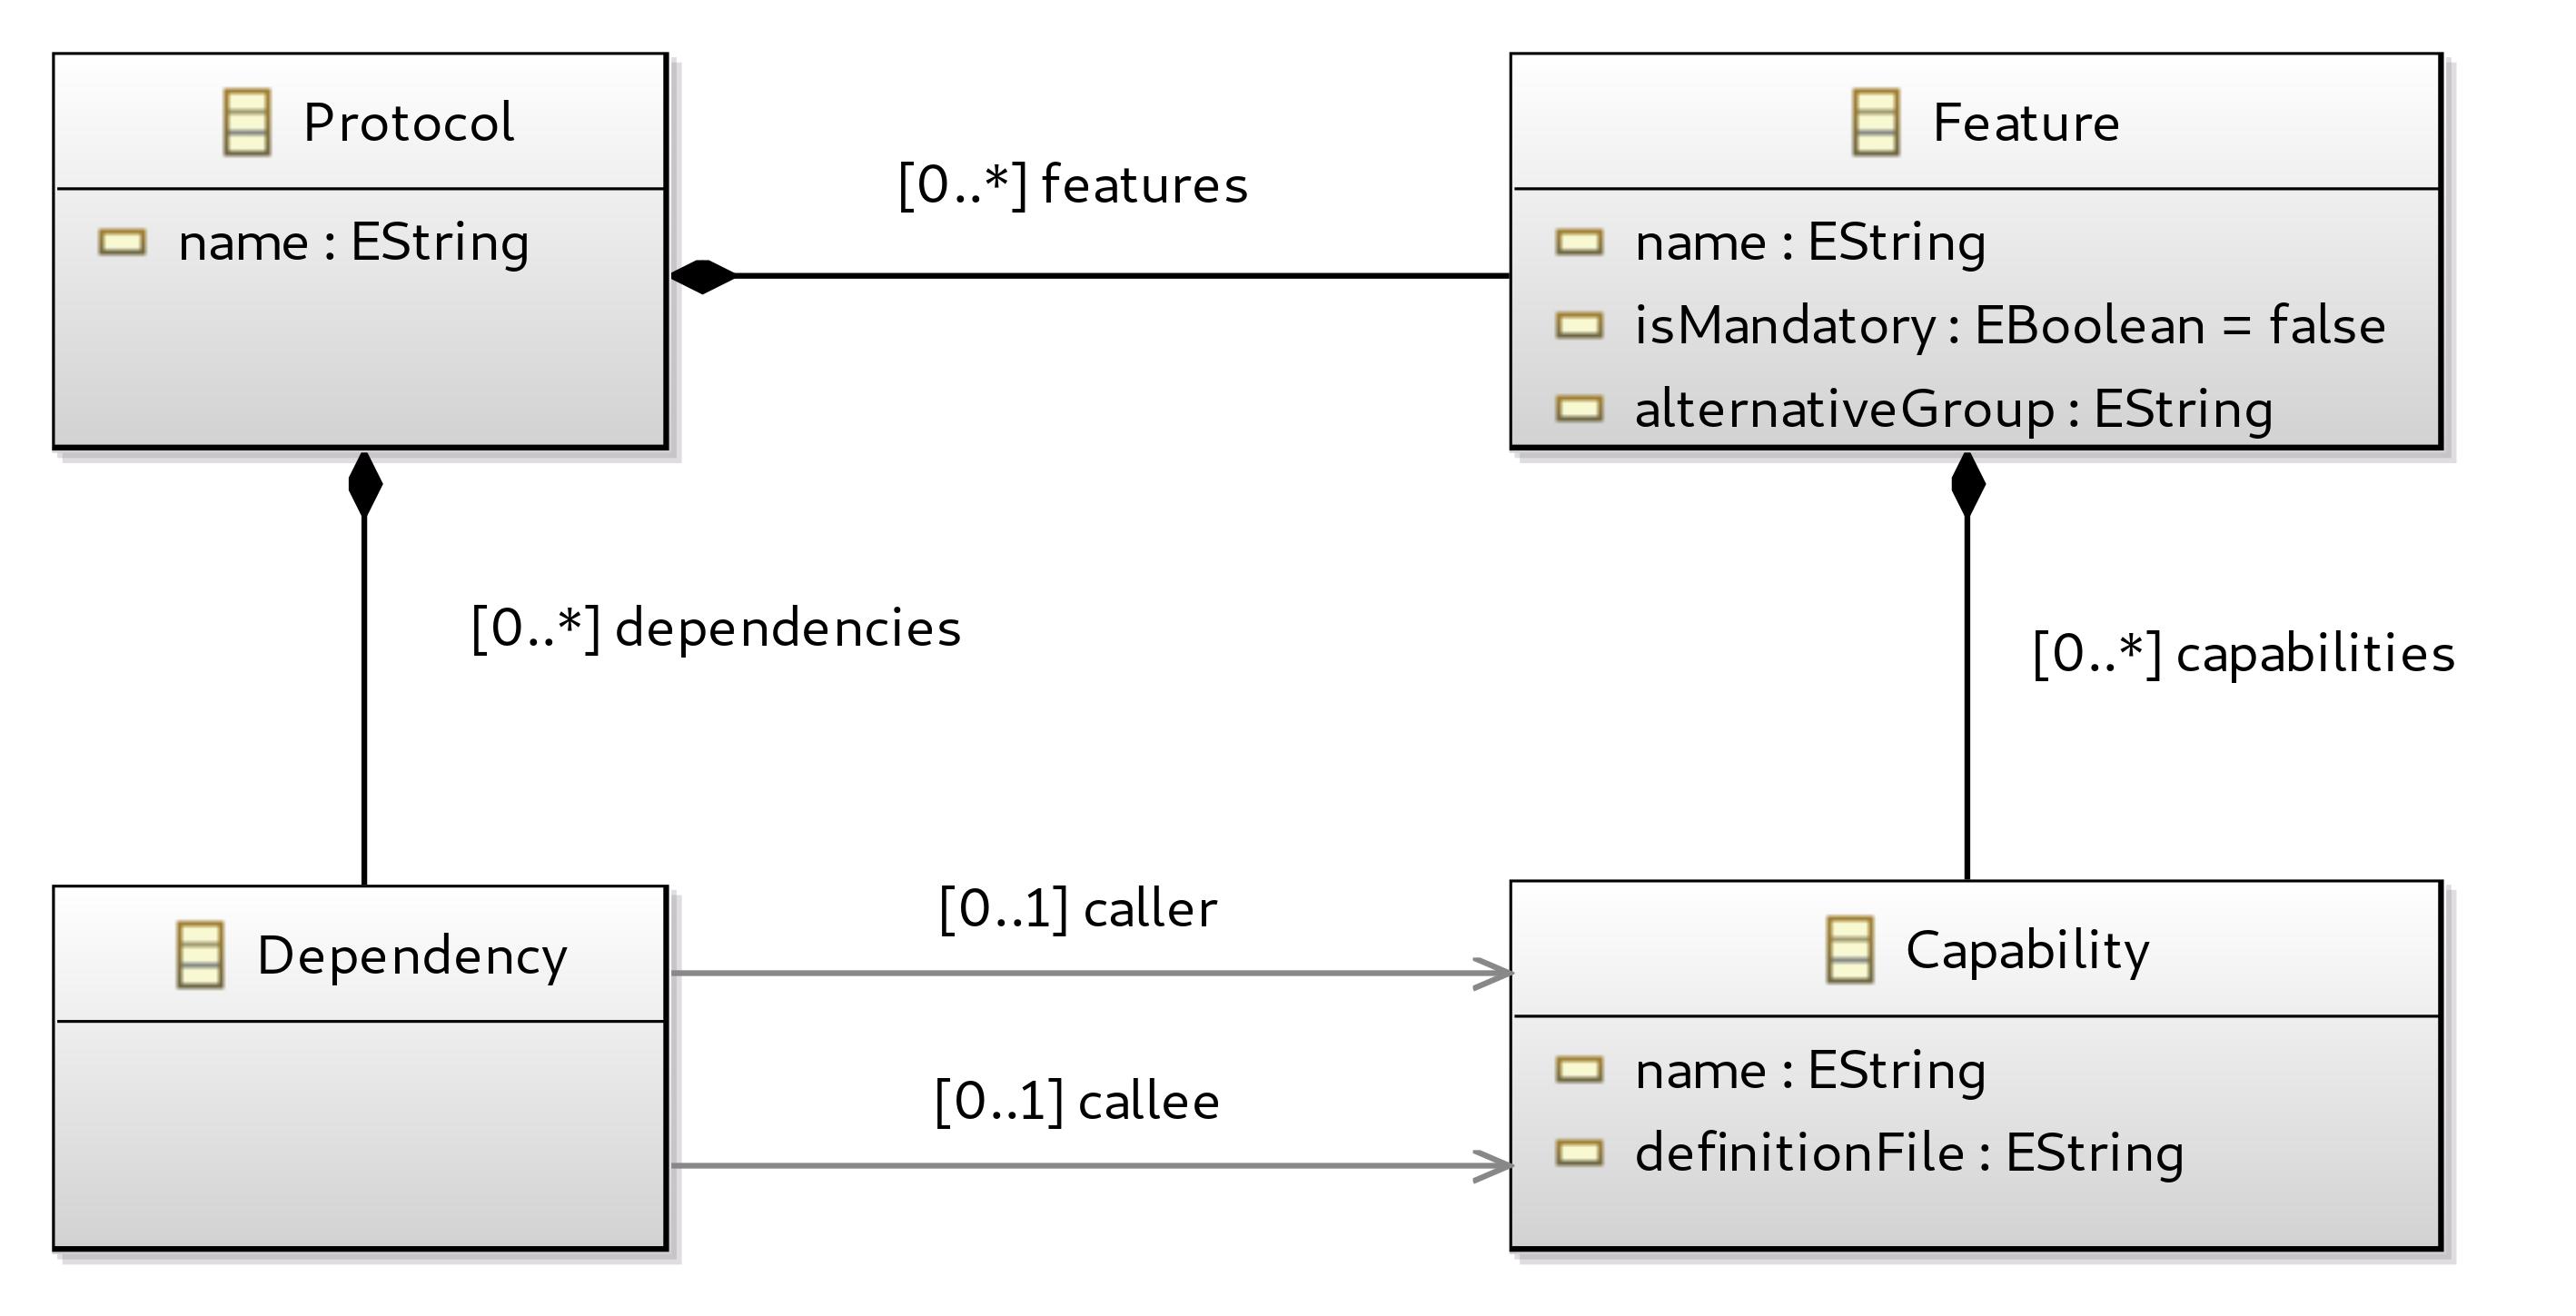 Protocol
name : EString
[0..*] features
Feature
name : EString
isMandatory : EBoolean = false
alternativeGroup : EString
[0..*] dependencies
[0..*] capabilities
Dependency
[0..1] caller
[0..1] callee
Capability
name : EString
definitionFile : EString